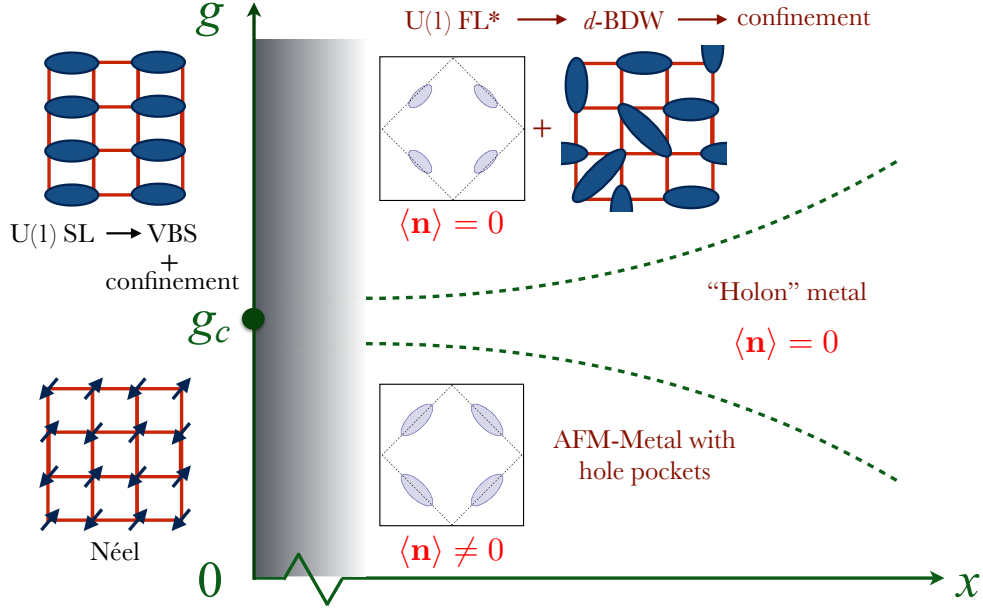 g
U(1) FL* → d-BDW → confinement
+
⟨n⟩ = 0
U(1) SL → VBS
+
confinement
"Holon" metal
g_c
⟨n⟩ = 0
AFM-Metal with
hole pockets
Néel
⟨n⟩ ≠ 0
0
x